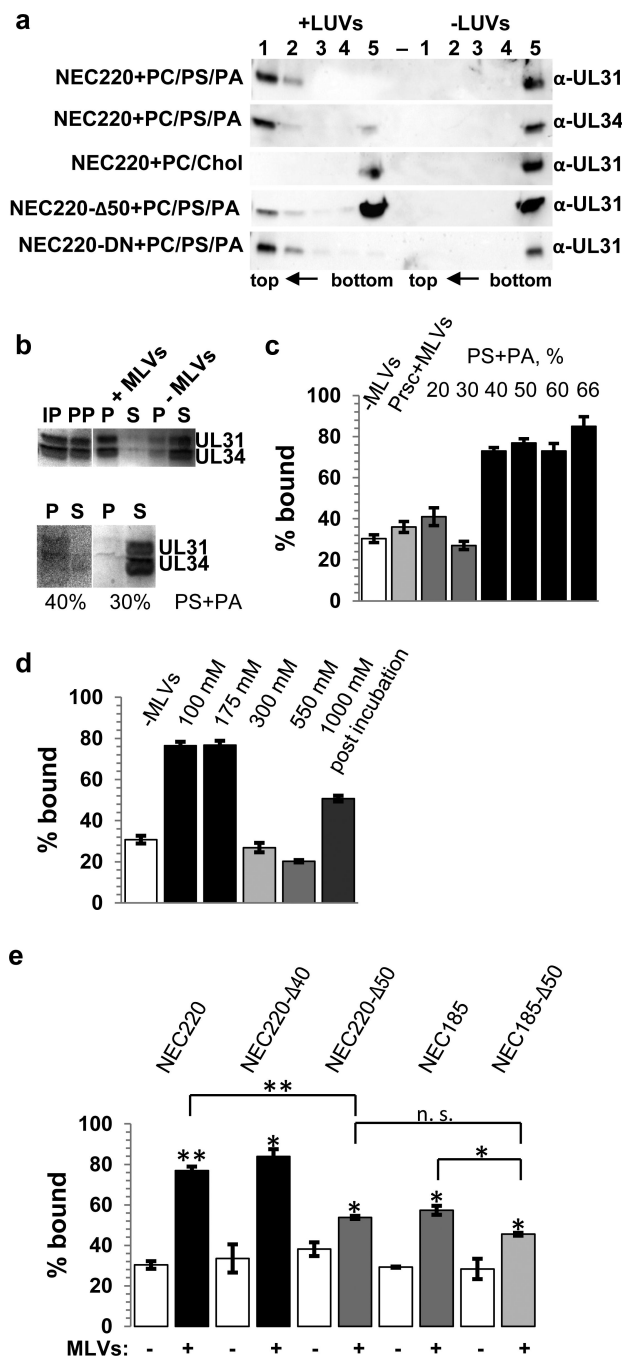 a
+LUVs -LUVs
1 2 3 4 5 – 1 2 3 4 5
NEC220+PC/PS/PA α-UL31
NEC220+PC/PS/PA α-UL34
NEC220+PC/Chol α-UL31
NEC220-Δ50+PC/PS/PA α-UL31
NEC220-DN+PC/PS/PA α-UL31
top ← bottom top ← bottom
b
+ MLVs - MLVs
IP PP P S P S
UL31
UL34
P S P S
UL31
UL34
40% 30% PS+PA
c
-MLVs
Prsc+MLVs
PS+PA, %
20 30 40 50 60 66
% bound
100
80
60
40
20
0
d
-MLVs
100 mM
175 mM
300 mM
550 mM
1000 mM
post incubation
% bound
100
80
60
40
20
0
e
NEC220
NEC220-Δ40
NEC220-Δ50
NEC185
NEC185-Δ50
**
n. s.
*
** * * * *
% bound
100
80
60
40
20
0
MLVs: - + - + - + - + - +